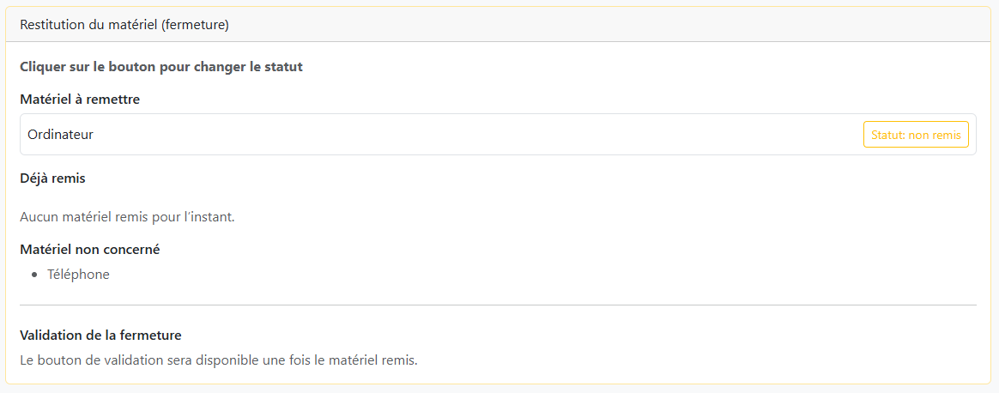 Restitution du matériel (fermeture)
Cliquer sur le bouton pour changer le statut
Matériel à remettre
Ordinateur
Statut: non remis
Déjà remis
Aucun matériel remis pour l’instant.
Matériel non concerné
• Téléphone
Validation de la fermeture
Le bouton de validation sera disponible une fois le matériel remis.